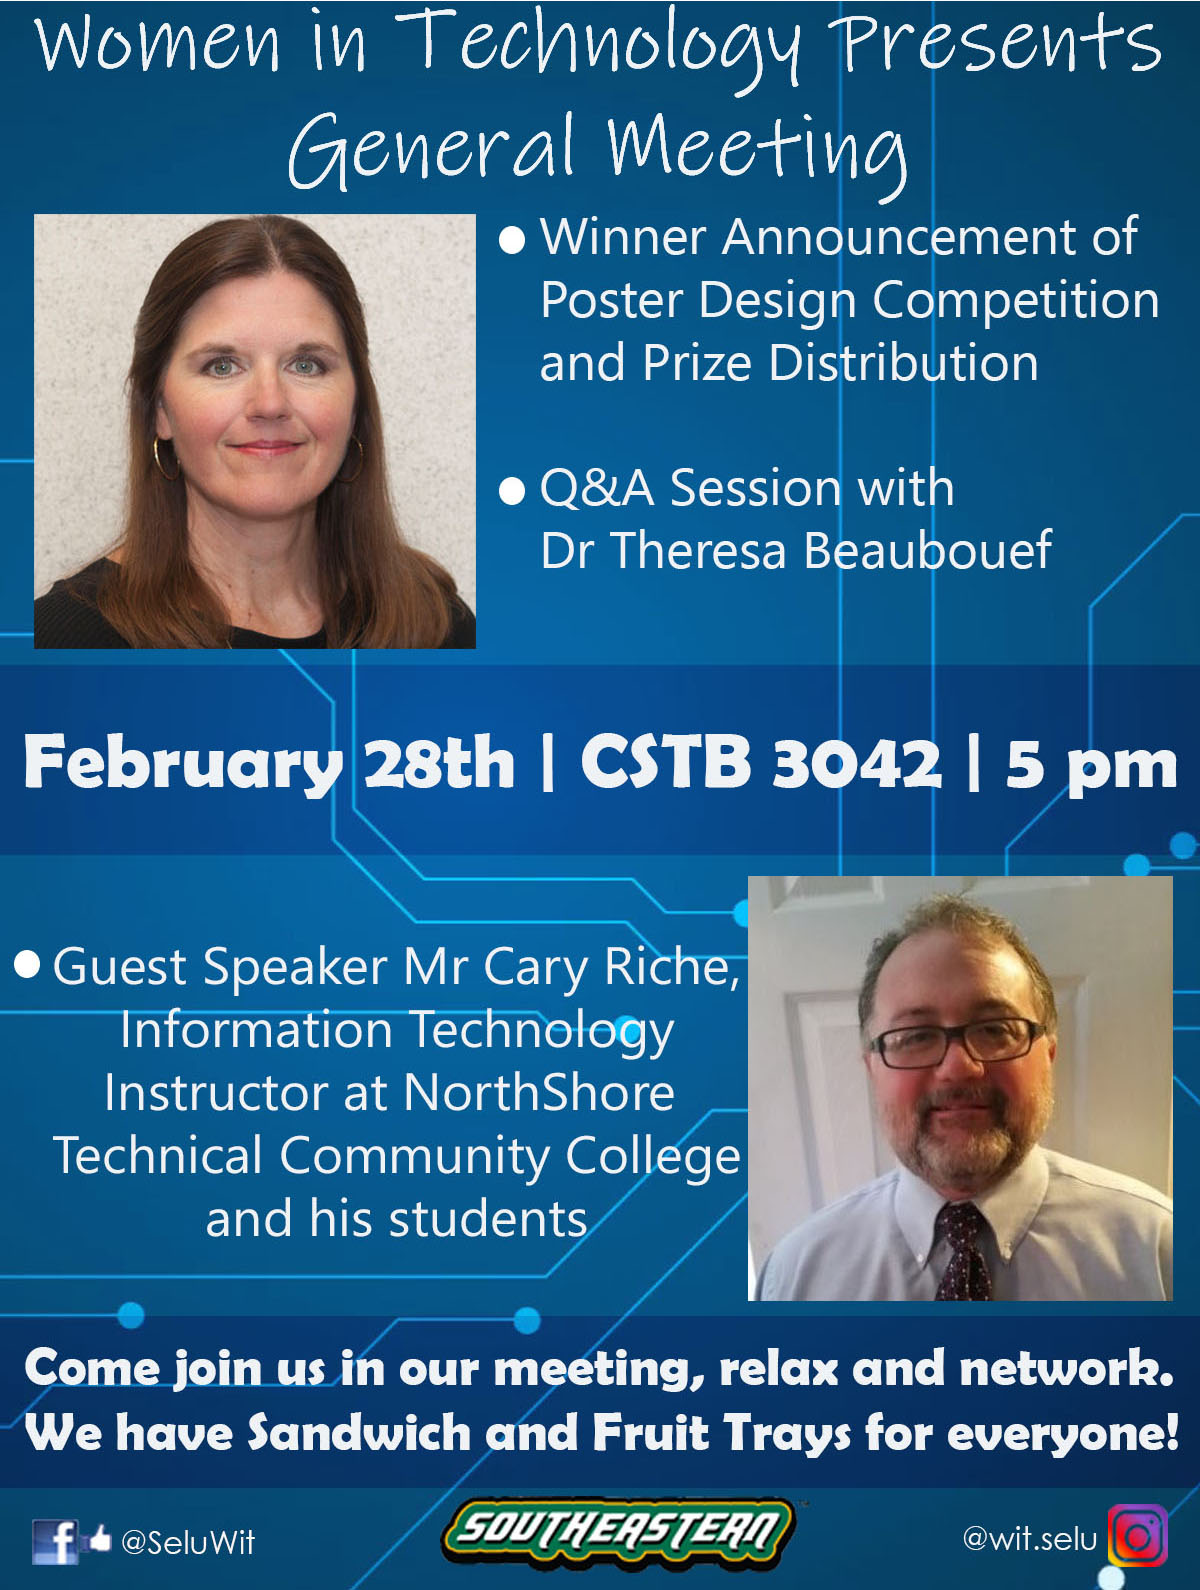 Women in Technology Presents
General Meeting
● Winner Announcement of
Poster Design Competition
and Prize Distribution
● Q&A Session with
Dr Theresa Beaubouef
February 28th | CSTB 3042 | 5 pm
● Guest Speaker Mr Cary Riche,
Information Technology
Instructor at NorthShore
Technical Community College
and his students
Come join us in our meeting, relax and network.
We have Sandwich and Fruit Trays for everyone!
f @SeluWit
SOUTHEASTERN
@wit.selu